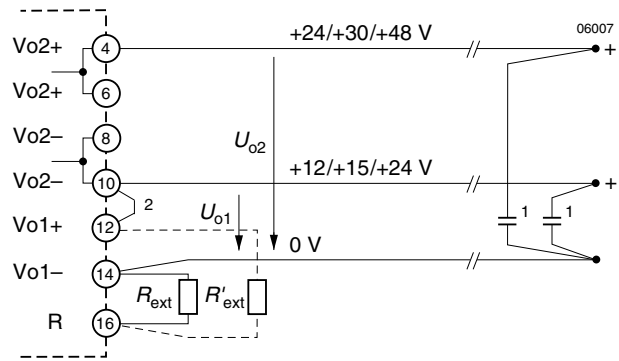 06007
Vo2+ 4 +24/+30/+48 V +
Vo2+ 6
Vo2– 8
Uo2
Vo2– 10 +12/+15/+24 V +
2 Uo1 1 1
Vo1+ 12
0 V
Vo1– 14
Rext R'ext
R 16